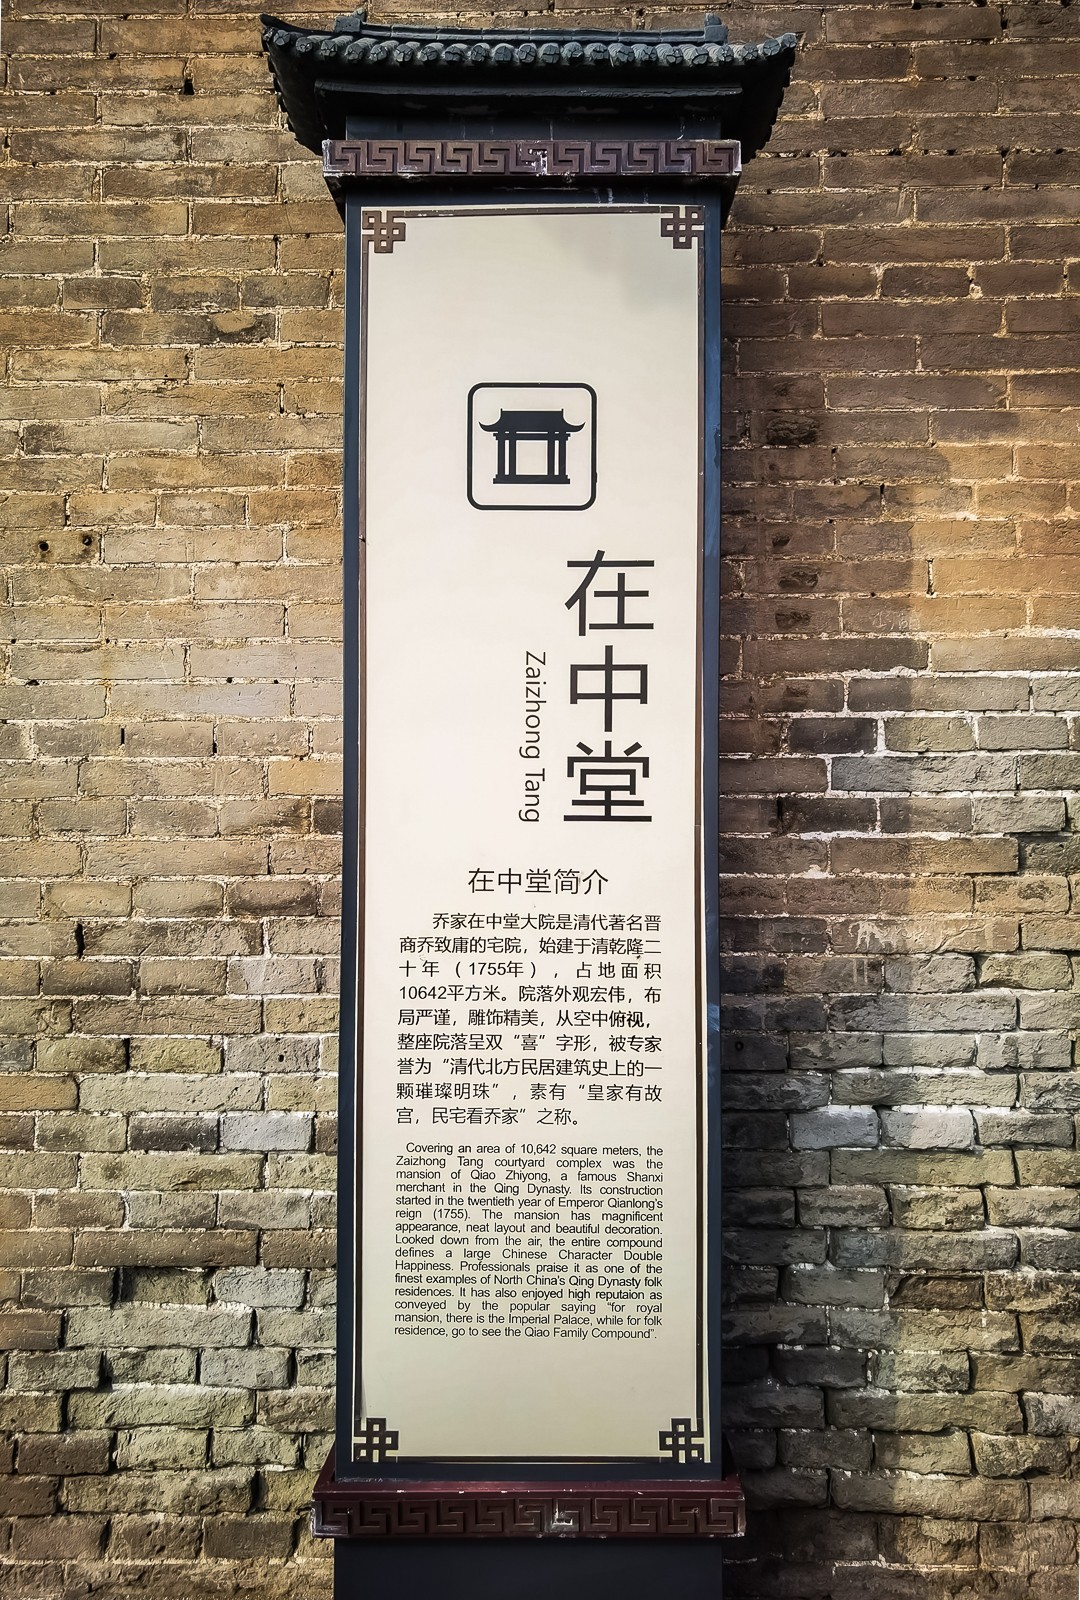 在中堂
Zaizhong Tang
在中堂简介
乔家在中堂大院是清代著名晋
商乔致庸的宅院，始建于清乾隆二
十年（1755年），占地面积
10642平方米。院落外观宏伟，布
局严谨，雕饰精美，从空中俯视，
整座院落呈双“喜”字形，被专家
誉为“清代北方民居建筑史上的一
颗璀璨明珠”，素有“皇家有故
宫，民宅看乔家”之称。
Covering an area of 10,642 square meters, the
Zaizhong Tang courtyard complex was the
mansion of Qiao Zhiyong, a famous Shanxi
merchant in the Qing Dynasty. Its construction
started in the twentieth year of Emperor Qianlong's
reign (1755). The mansion has magnificent
appearance, neat layout and beautiful decoration.
Looked down from the air, the entire compound
defines a large Chinese Character Double
Happiness. Professionals praise it as one of the
finest examples of North China's Qing Dynasty folk
residences. It has also enjoyed high reputaion as
conveyed by the popular saying “for royal
mansion, there is the Imperial Palace, while for folk
residence, go to see the Qiao Family Compound”.